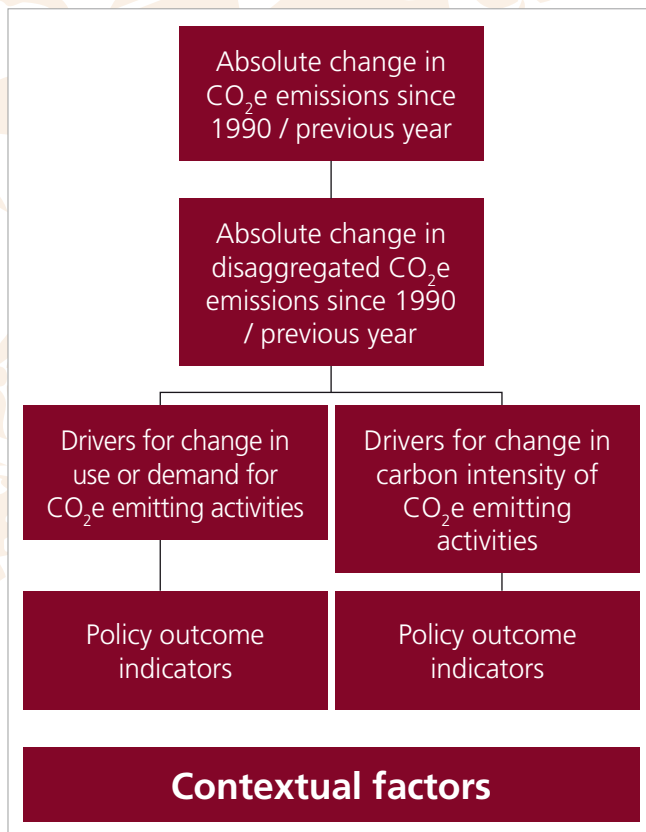 Absolute change in
CO₂e emissions since
1990 / previous year
Absolute change in
disaggregated CO₂e
emissions since 1990
/ previous year
Drivers for change in
use or demand for
CO₂e emitting activities
Drivers for change in
carbon intensity of
CO₂e emitting
activities
Policy outcome
indicators
Policy outcome
indicators
Contextual factors